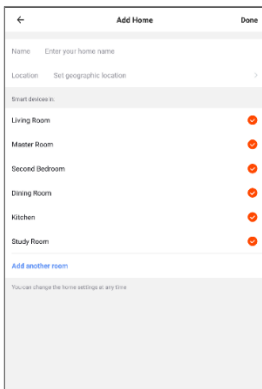 Add Home Done
Name Enter your home name
Location Set geographic location
Smart devices in:
Living Room
Master Room
Second Bedroom
Dining Room
Kitchen
Study Room
Add another room
You can change the home settings at any time